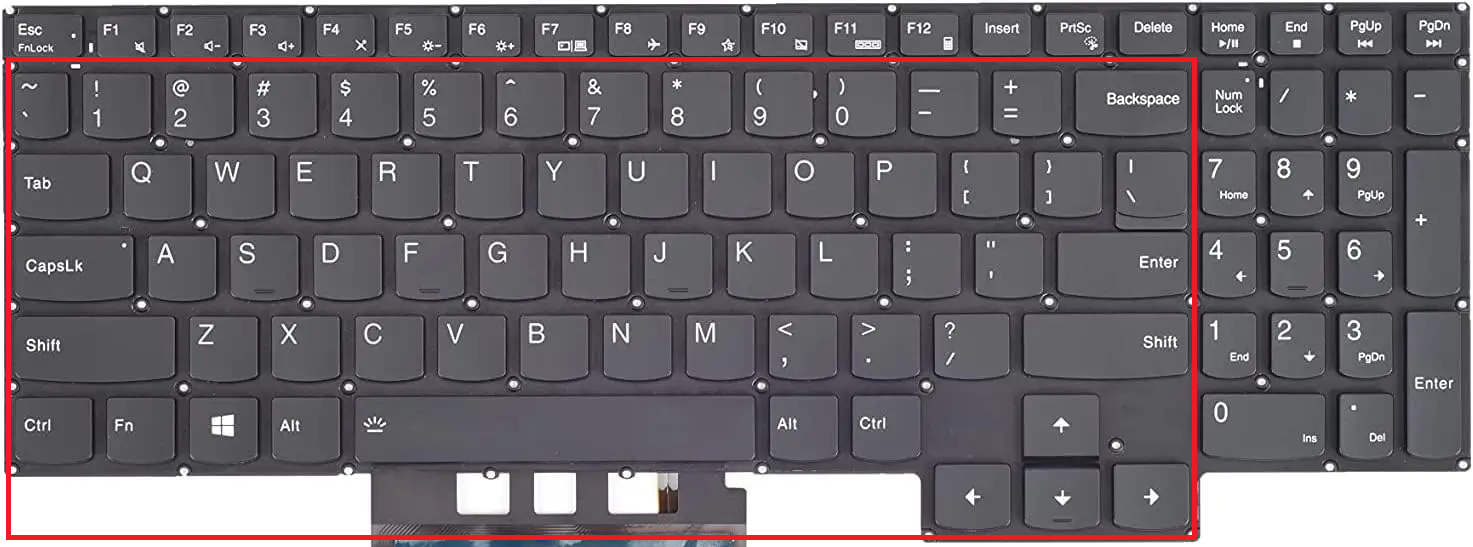 Esc F1 F2 F3 F4 F5 F6 F7 F8 F9 F10 F11 F12 Insert PrtSc Delete Home End PgUp PgDn
FnLock
~ ! @ # $ % ^ & * ( ) — + Backspace Num Lock / * -
` 1 2 3 4 5 6 7 8 9 0 - =
Tab Q W E R T Y U I O P { } | 7 8 9 +
[ ] \ Home PgUp
CapsLk A S D F G H J K L : " Enter 4 5 6
; '
Shift Z X C V B N M < > ? Shift 1 2 3 Enter
, . / End PgDn
Ctrl Fn Alt Alt Ctrl 0 .
Ins Del